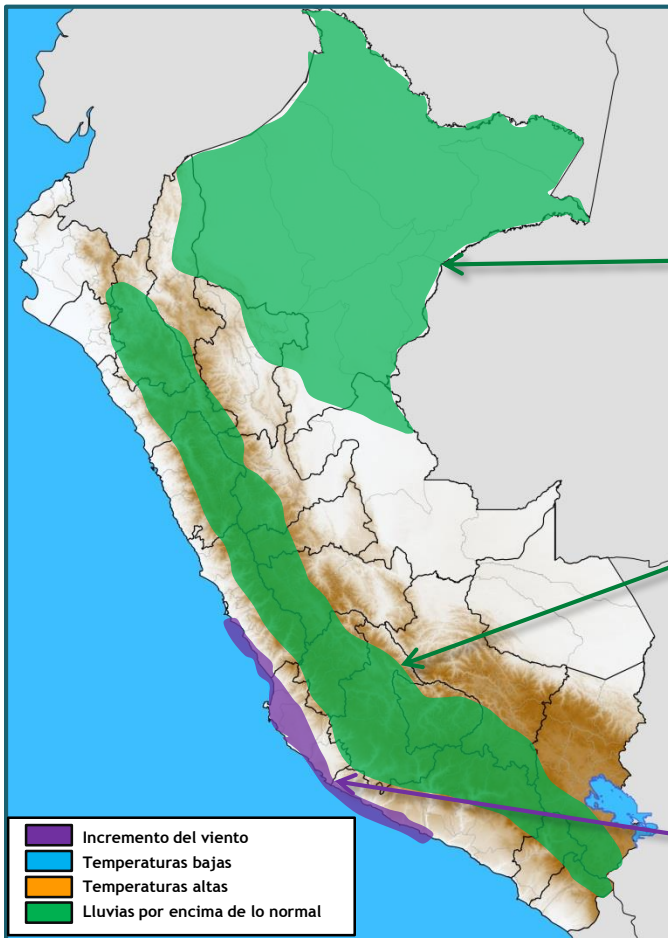 Incremento del viento
Temperaturas bajas
Temperaturas altas
Lluvias por encima de lo normal